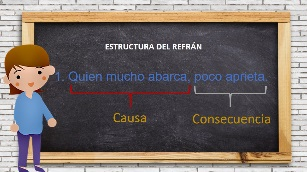 ESTRUCTURA DEL REFRÁN
1. Quien mucho abarca, poco aprieta.
Causa
Consecuencia